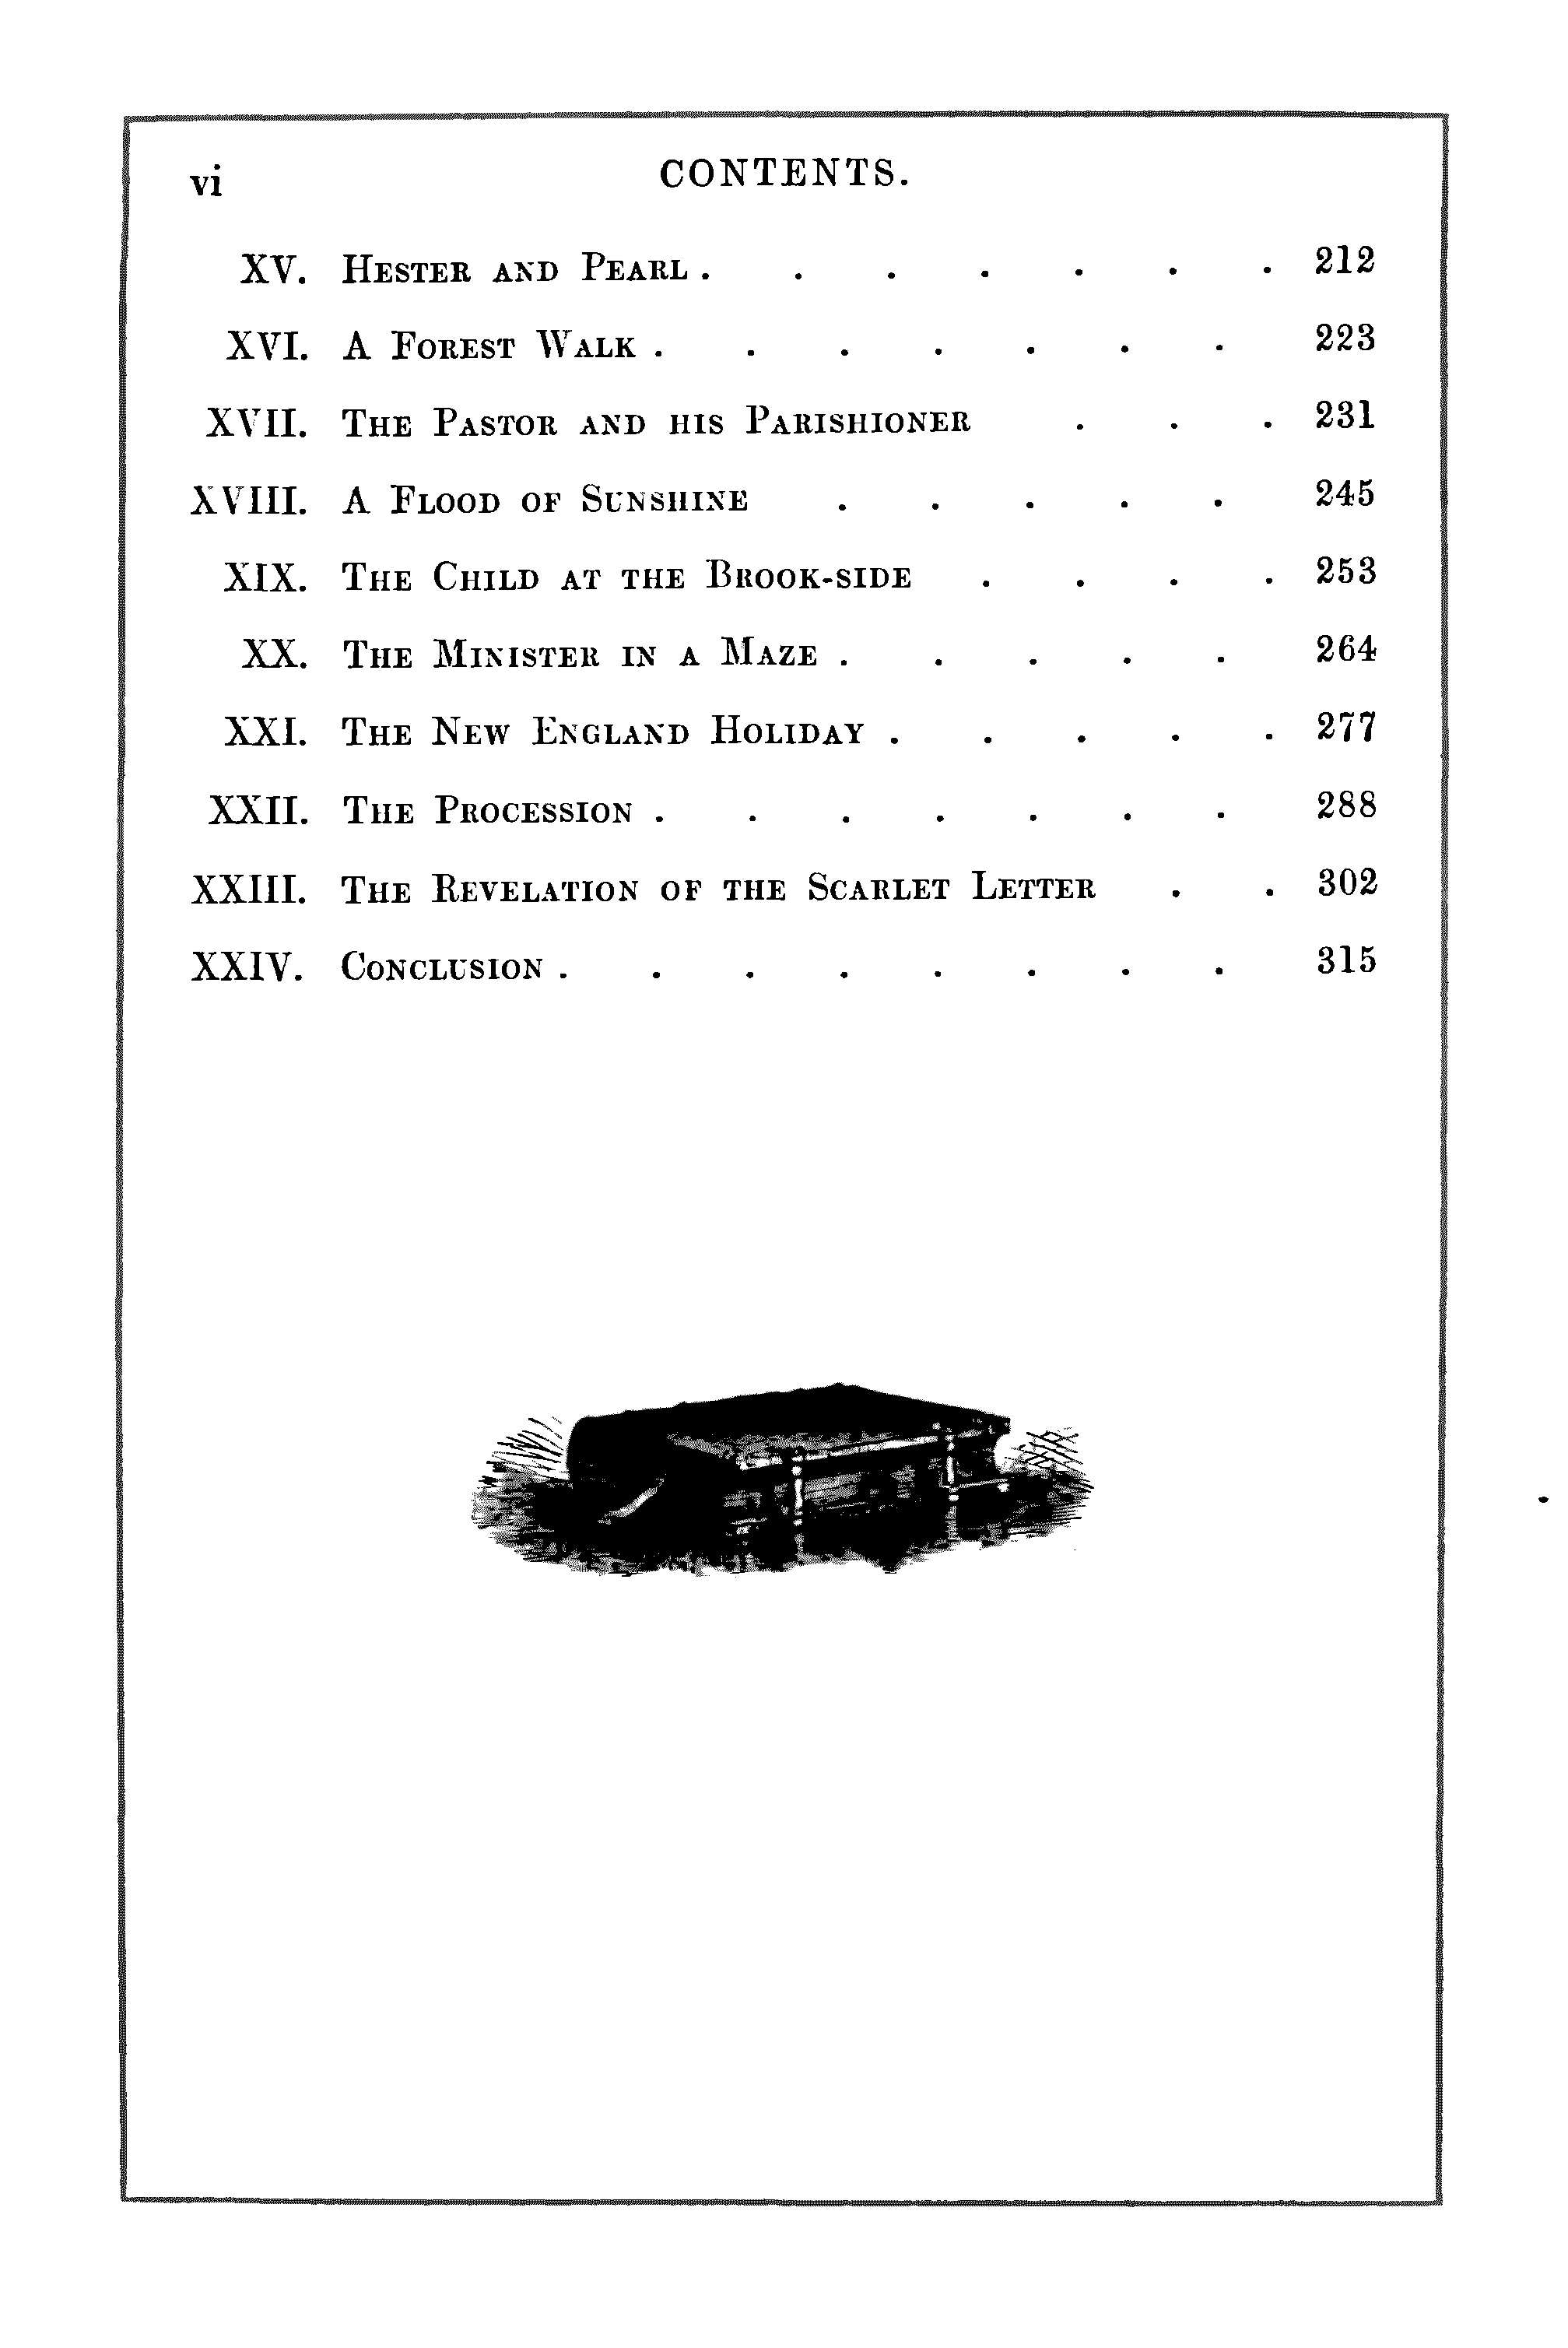 vi CONTENTS.
XV. HESTER AND PEARL . . . . . . . 212
XVI. A FOREST WALK . . . . . . . 223
XVII. THE PASTOR AND HIS PARISHIONER . . . 231
XVIII. A FLOOD OF SUNSHINE . . . . . 245
XIX. THE CHILD AT THE BROOK-SIDE . . . . 253
XX. THE MINISTER IN A MAZE . . . . . 264
XXI. THE NEW ENGLAND HOLIDAY . . . . . 277
XXII. THE PROCESSION . . . . . . . 288
XXIII. THE REVELATION OF THE SCARLET LETTER . . 302
XXIV. CONCLUSION . . . . . . . . 315